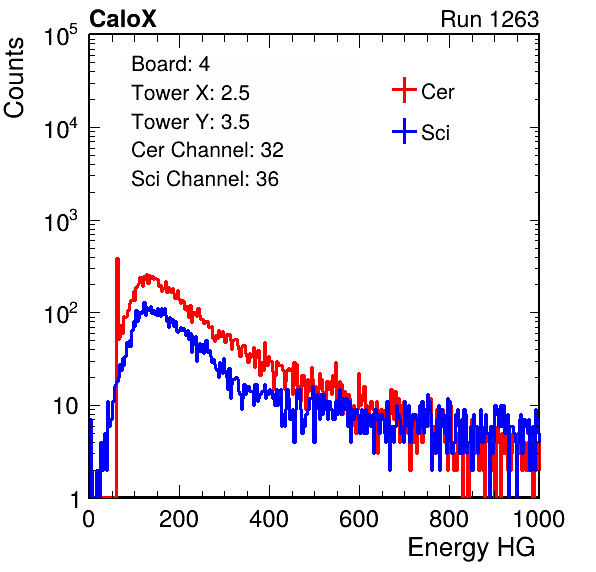 CaloX Run 1263
Counts
10^5
10^4
10^3
10^2
10
1
Board: 4
Tower X: 2.5
Tower Y: 3.5
Cer Channel: 32
Sci Channel: 36
Cer
Sci
0 200 400 600 800 1000
Energy HG